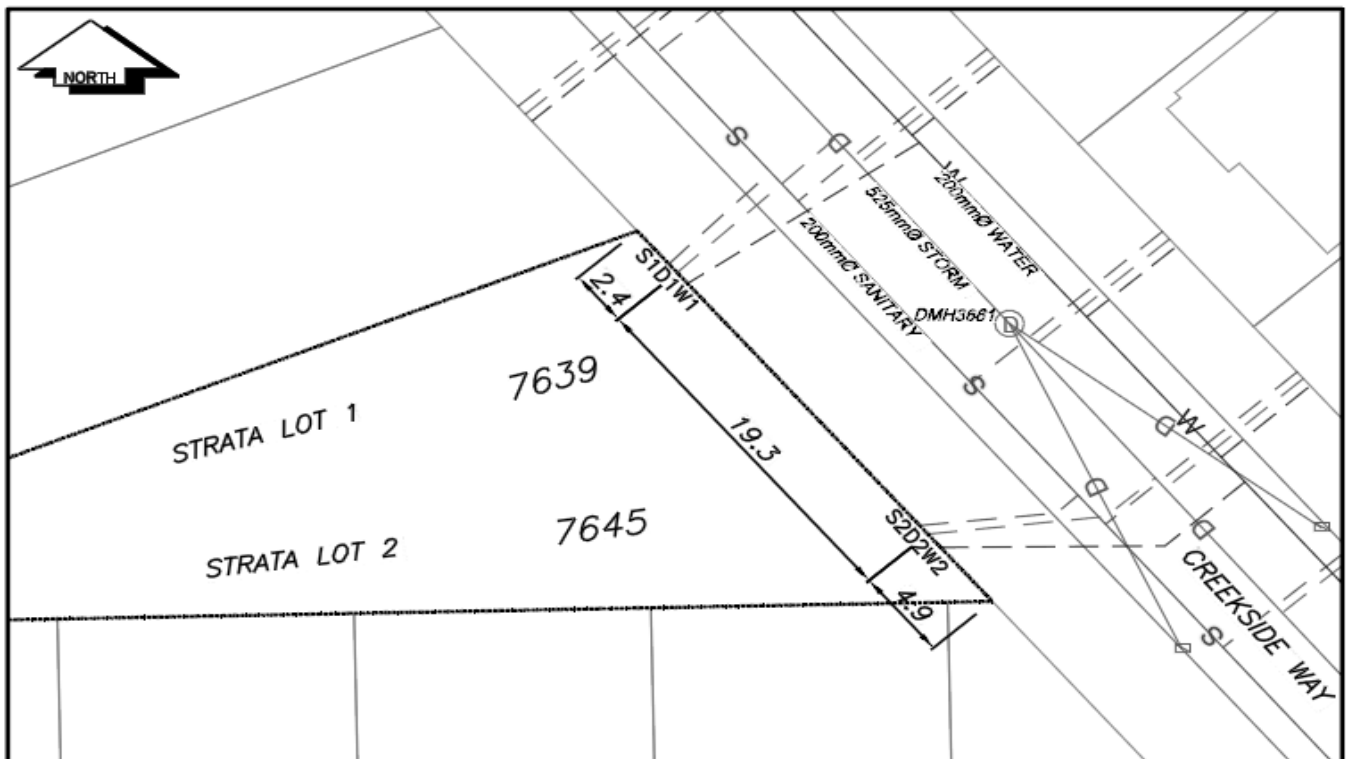 NORTH
S
D
W
200mmØ WATER
525mmØ STORM
200mmØ SANITARY
S1D1W1
2.4
DMH3661
D
7639
S
STRATA LOT 1
19.3
D
W
D
7645
S2D2W2
D
STRATA LOT 2
4.9
S
CREEKSIDE WAY